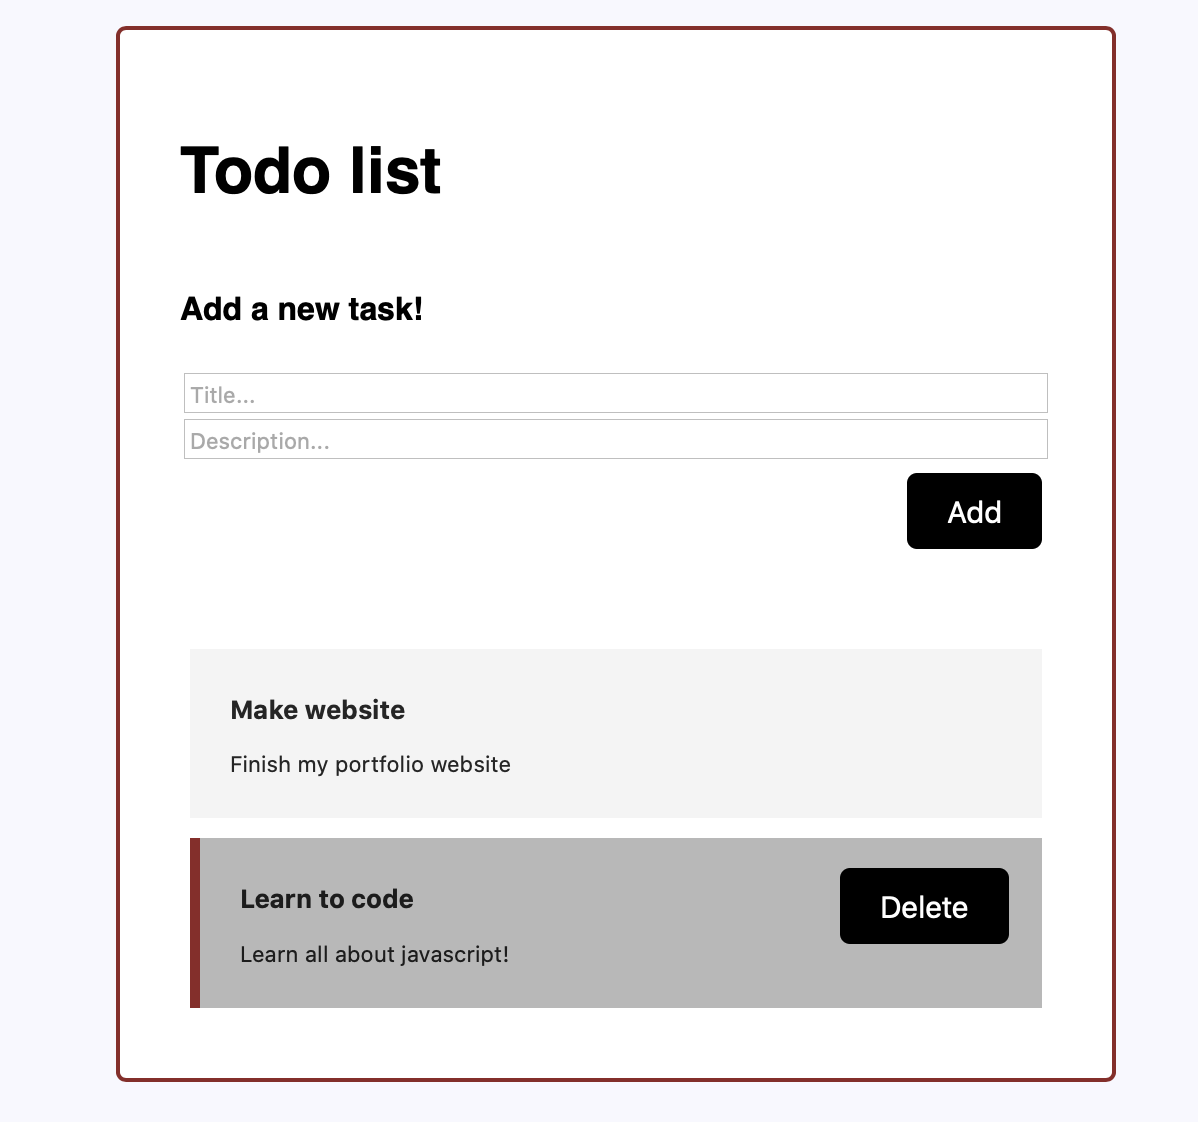 Todo list
Add a new task!
Title...
Description...
Add
Make website
Finish my portfolio website
Learn to code
Delete
Learn all about javascript!